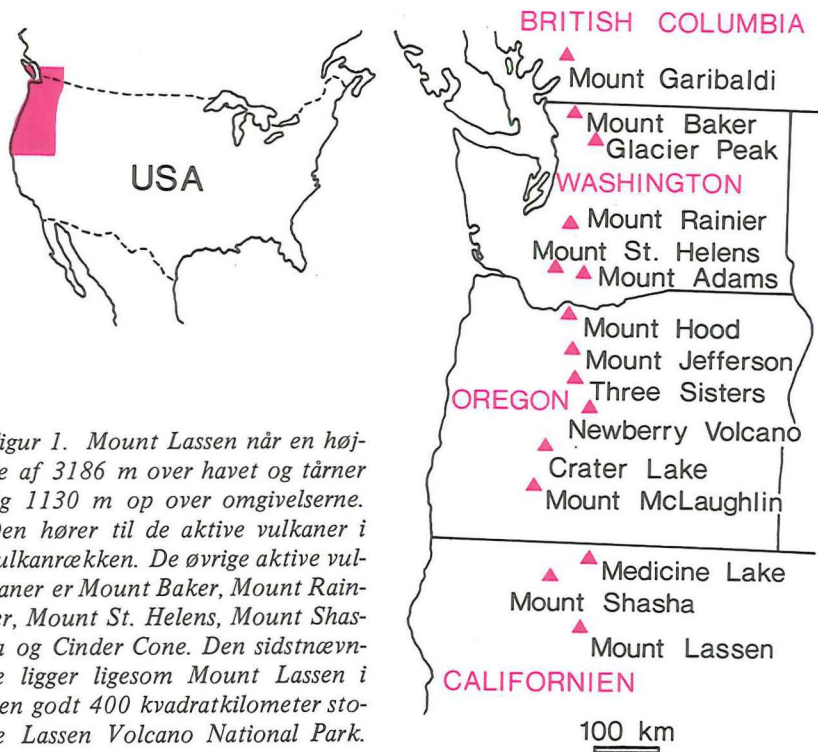 USA
BRITISH COLUMBIA
Mount Garibaldi
Mount Baker
Glacier Peak
WASHINGTON
Mount Rainier
Mount St. Helens
Mount Adams
Mount Hood
Mount Jefferson
OREGON Three Sisters
Newberry Volcano
Crater Lake
Mount McLaughlin
Medicine Lake
Mount Shasha
Mount Lassen
CALIFORNIEN
100 km
igur 1. Mount Lassen når en høj-
e af 3186 m over havet og tårner
g 1130 m op over omgivelserne.
Den hører til de aktive vulkaner i
ulkanrækken. De øvrige aktive vul-
aner er Mount Baker, Mount Rain-
er, Mount St. Helens, Mount Shas-
a og Cinder Cone. Den sidstnævn-
e ligger ligesom Mount Lassen i
en godt 400 kvadratkilometer sto-
e Lassen Volcano National Park.